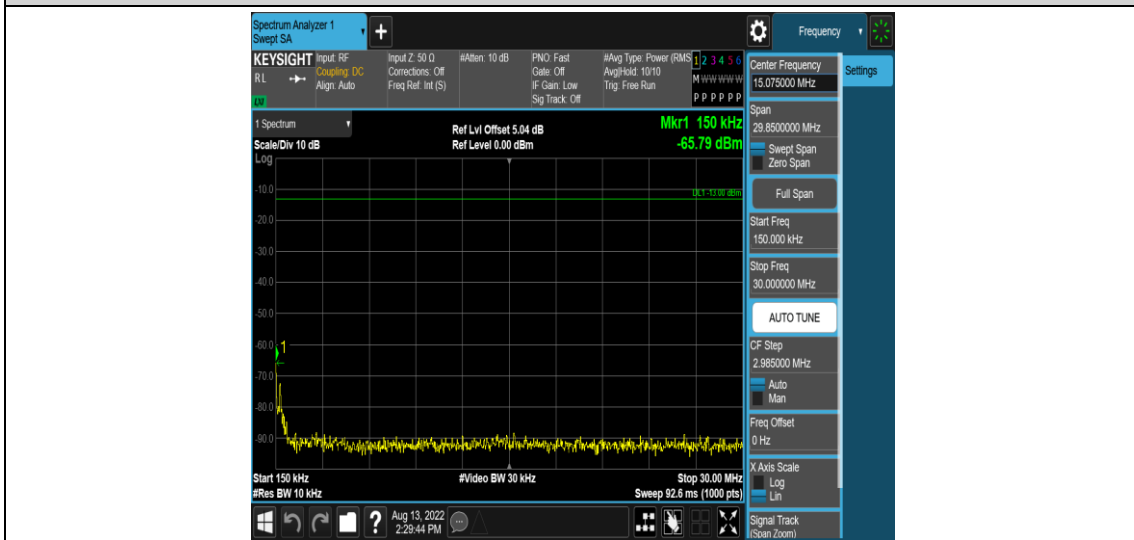 Spectrum Analyzer 1
Swept SA
+
Frequency
KEYSIGHT
RL
LM
Input: RF
Coupling: DC
Align: Auto
Input Z: 50 Ω
Corrections: Off
Freq Ref: Int (S)
#Atten: 10 dB
PNO: Fast
Gate: Off
IF Gain: Low
Sig Track: Off
#Avg Type: Power (RMS
Avg|Hold: 10/10
Trig: Free Run
1 2 3 4 5 6
M W W W W W
P P P P P P
1 Spectrum
Scale/Div 10 dB
Log
Ref Lvl Offset 5.04 dB
Ref Level 0.00 dBm
Mkr1 150 kHz
-65.79 dBm
DL1 -13.00 dBm
-10.0
-20.0
-30.0
-40.0
-50.0
-60.0
1
-70.0
-80.0
-90.0
Start 150 kHz
#Res BW 10 kHz
#Video BW 30 kHz
Stop 30.00 MHz
Sweep 92.6 ms (1000 pts)
?
Aug 13, 2022
2:29:44 PM
Center Frequency
15.075000 MHz
Settings
Span
29.8500000 MHz
Swept Span
Zero Span
Full Span
Start Freq
150.000 kHz
Stop Freq
30.000000 MHz
AUTO TUNE
CF Step
2.985000 MHz
Auto
Man
Freq Offset
0 Hz
X Axis Scale
Log
Lin
Signal Track
(Span Zoom)